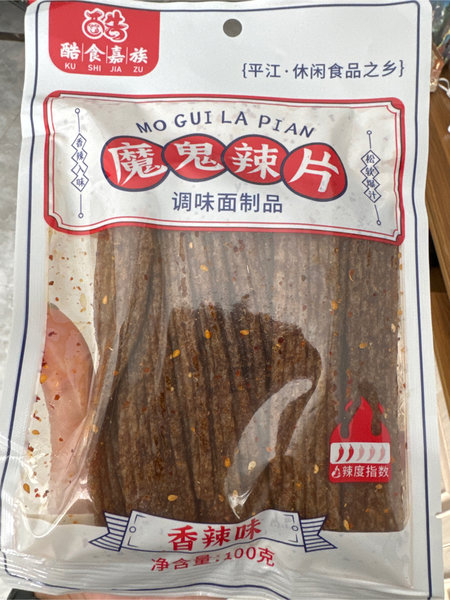 酷
酷食嘉族
KU SHI JIA ZU
{平江·休闲食品之乡}
MO GUI LA PIAN
香辣入味
魔鬼辣片
松软爆汁
调味面制品
辣度指数
香辣味
净含量:100克